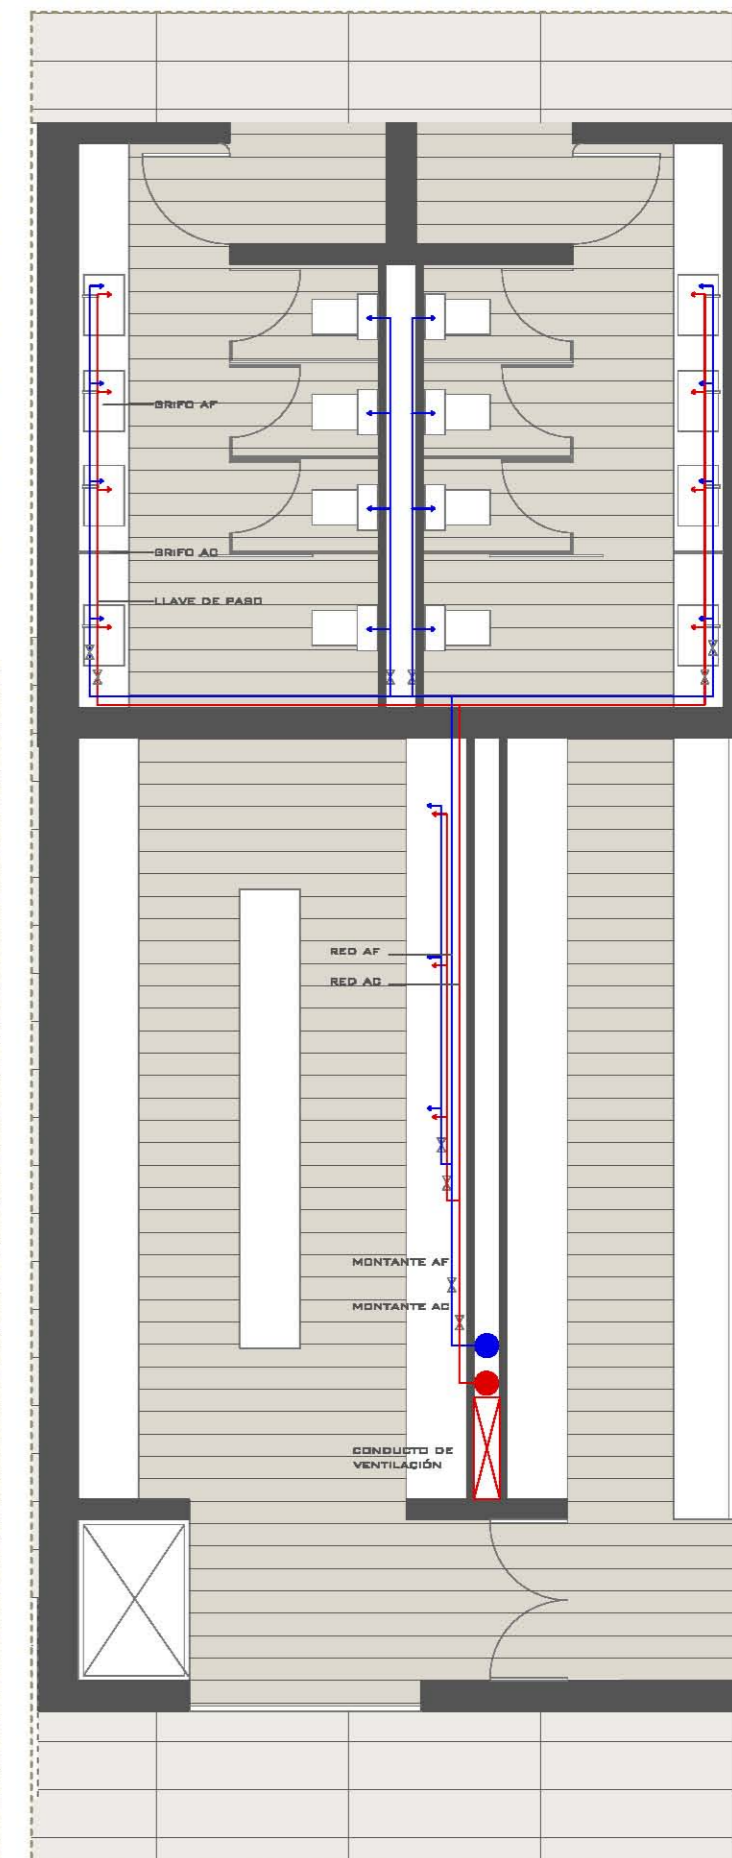 GRIFO AF
GRIFO AC
LLAVE DE PASO
RED AF
RED AC
MONTANTE AF
MONTANTE AC
CONDUCTO DE
VENTILACIÓN